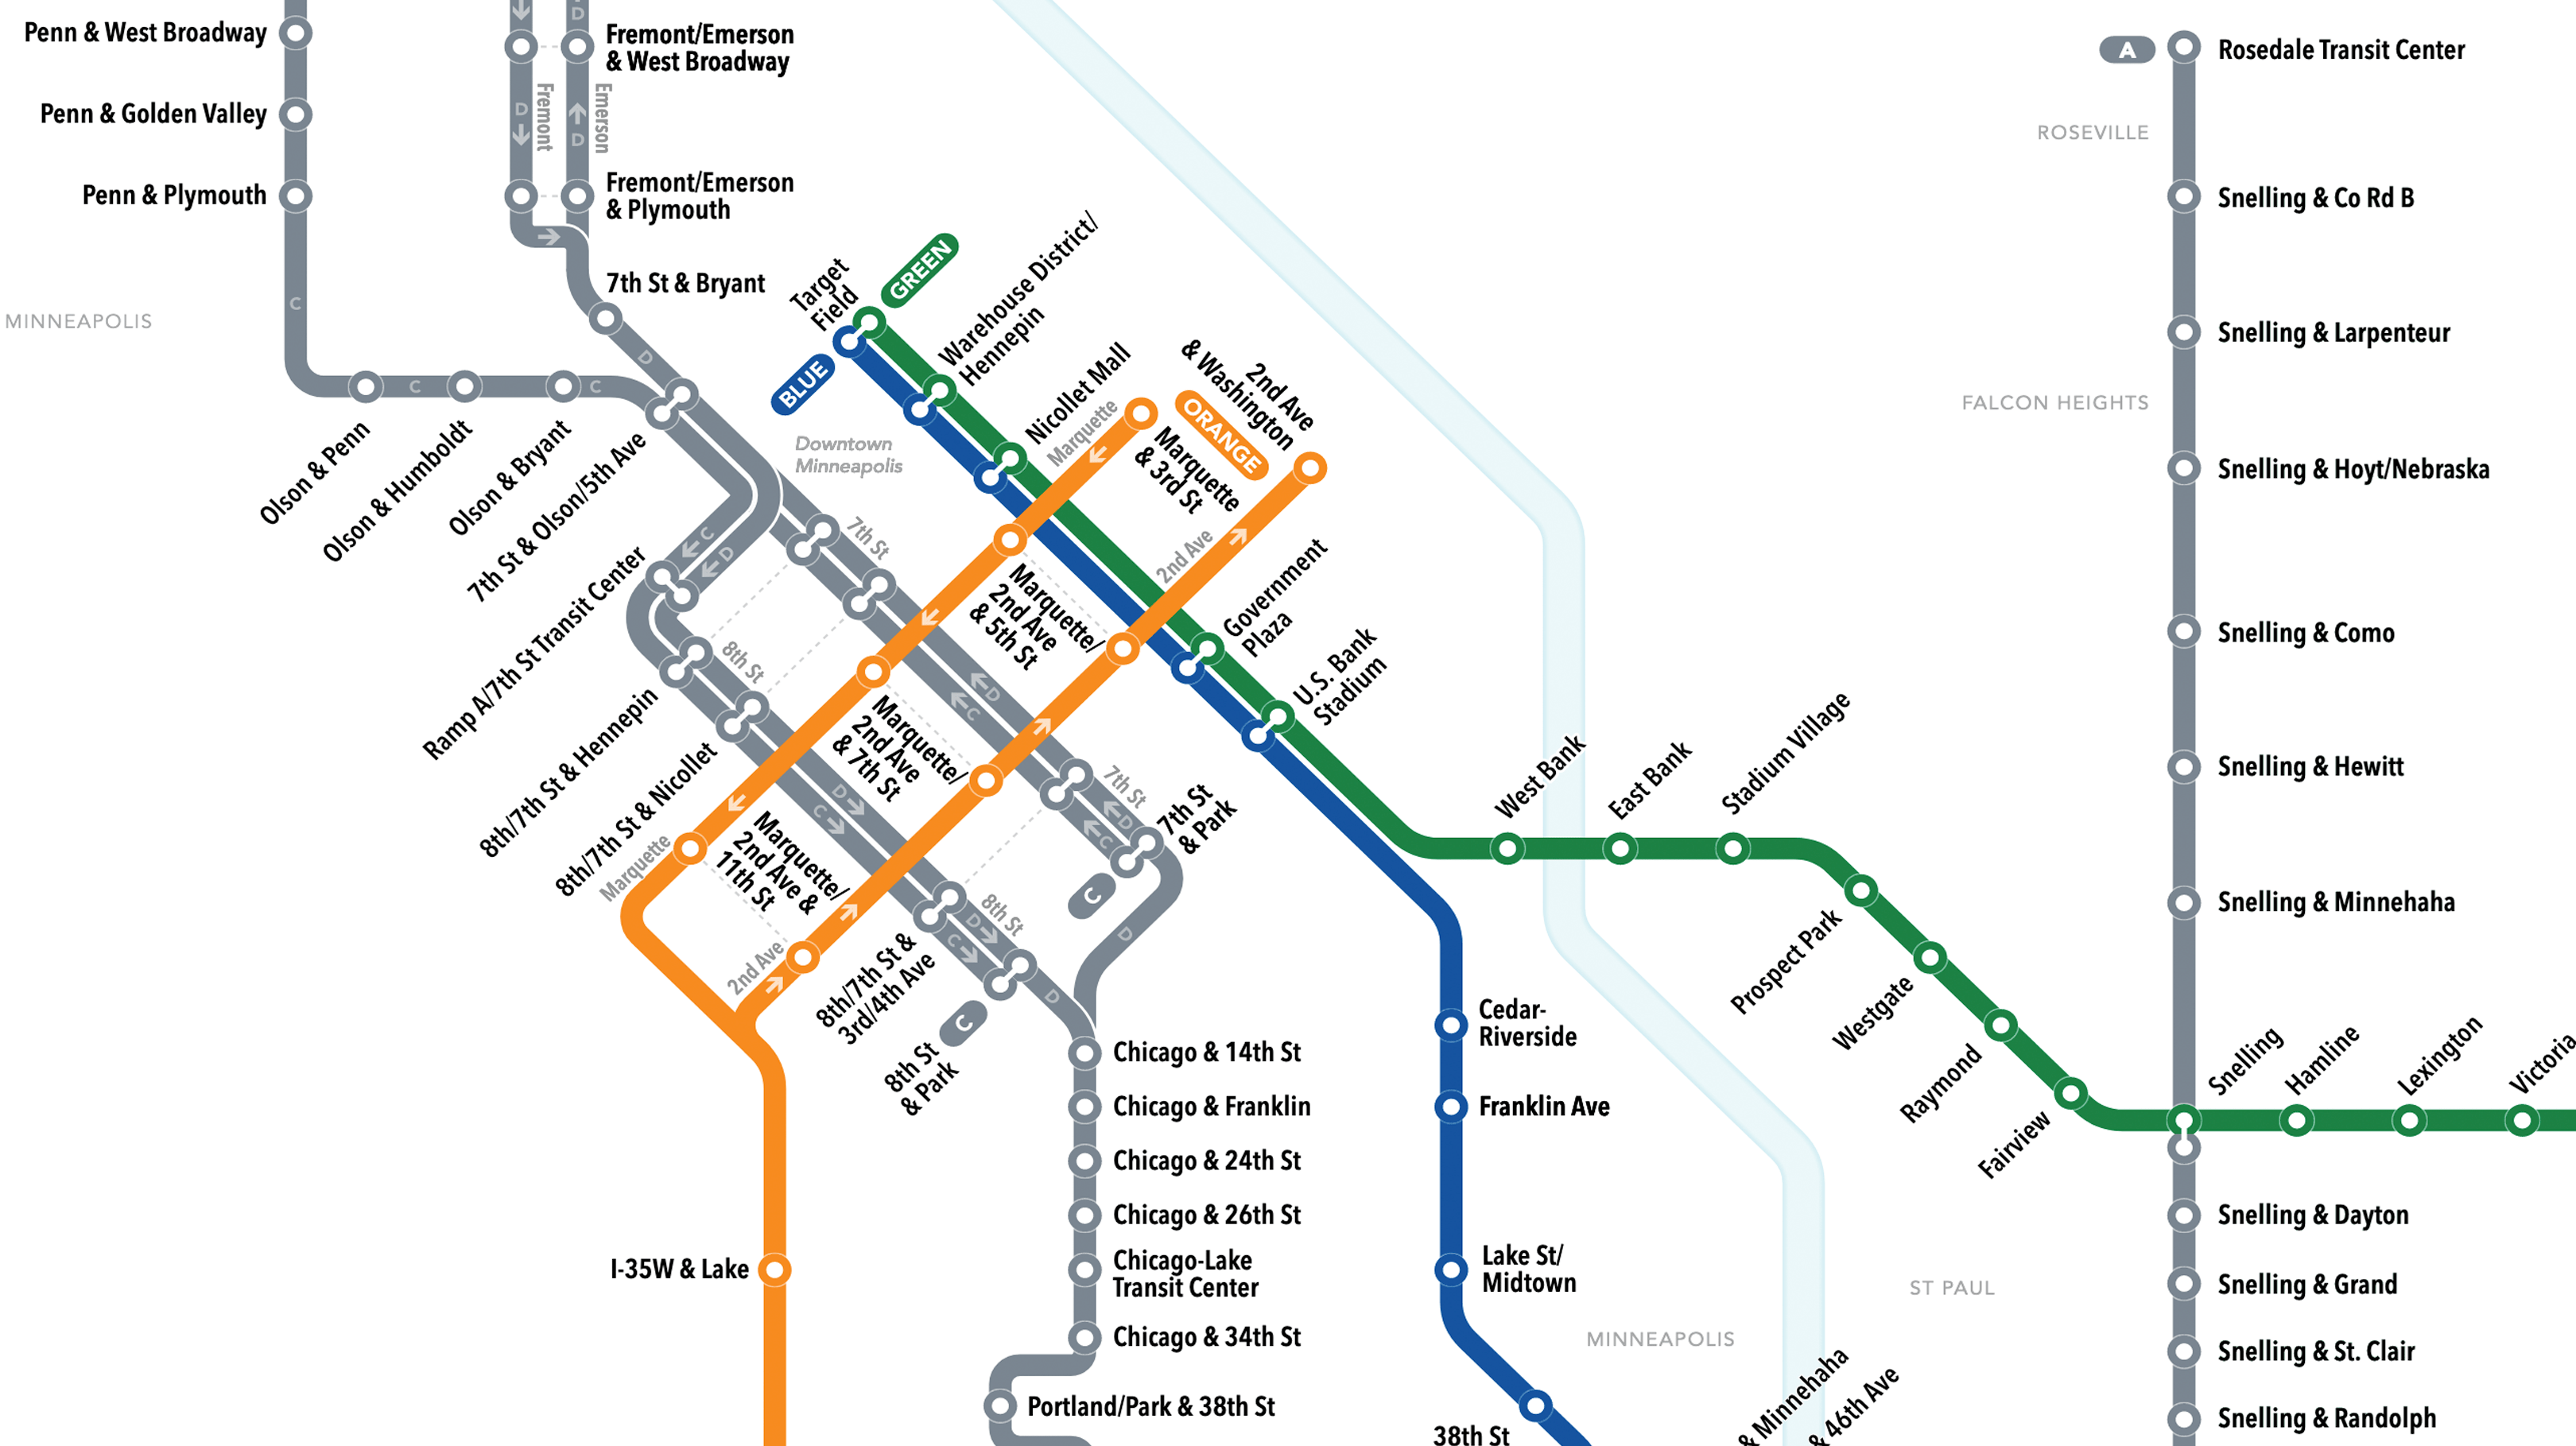 Penn & West Broadway
Penn & Golden Valley
Penn & Plymouth
D
Fremont/Emerson
& West Broadway
D
Fremont
D
Emerson
Fremont/Emerson
& Plymouth
7th St & Bryant
C
MINNEAPOLIS
D
C
C
Olson & Penn
Olson & Humboldt
Olson & Bryant
7th St & Olson/5th Ave
Ramp A/7th St Transit Center
C
D
8th/7th St & Hennepin
8th/7th St & Nicollet
8th St
7th St
Downtown
Minneapolis
Target
Field
GREEN
BLUE
Warehouse District/
Hennepin
Nicollet Mall
Marquette
ORANGE
Marquette
& 3rd St
2nd Ave
& Washington
2nd Ave
Marquette/
2nd Ave
& 5th St
Government
Plaza
U.S. Bank
Stadium
Marquette/
2nd Ave
& 7th St
D
C
D
C
Marquette/
2nd Ave &
11th St
Marquette
2nd Ave
7th St
D
C
7th St
& Park
C
D
8th St
D
C
D
8th/7th St &
3rd/4th Ave
C
8th St
& Park
Chicago & 14th St
Chicago & Franklin
Chicago & 24th St
Chicago & 26th St
Chicago-Lake
Transit Center
Chicago & 34th St
Portland/Park & 38th St
I-35W & Lake
Cedar-
Riverside
Franklin Ave
Lake St/
Midtown
38th St
MINNEAPOLIS
& Minnehaha
& 46th Ave
West Bank
East Bank
Stadium Village
Prospect Park
Westgate
Raymond
Fairview
Snelling
Hamline
Lexington
Victoria
A
Rosedale Transit Center
ROSEVILLE
Snelling & Co Rd B
Snelling & Larpenteur
FALCON HEIGHTS
Snelling & Hoyt/Nebraska
Snelling & Como
Snelling & Hewitt
Snelling & Minnehaha
Snelling & Dayton
ST PAUL
Snelling & Grand
Snelling & St. Clair
Snelling & Randolph